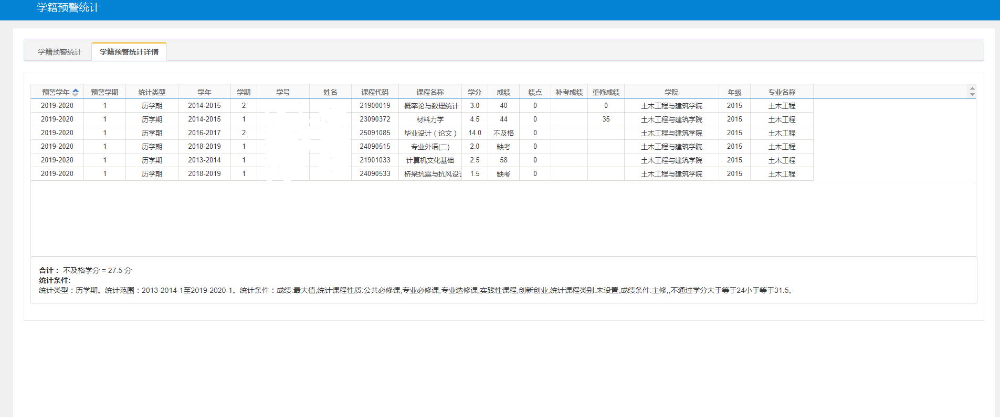 学籍预警统计
学籍预警统计 学籍预警统计详情
预警学年 预警学期 统计类型 学年 学期 学号 姓名 课程代码 课程名称 学分 成绩 绩点 补考成绩 重修成绩 学院 年级 专业名称
2019-2020 1 历学期 2014-2015 2 21900019 概率论与数理统计 3.0 40 0 0 土木工程与建筑学院 2015 土木工程
2019-2020 1 历学期 2014-2015 1 23090372 材料力学 4.5 44 0 35 土木工程与建筑学院 2015 土木工程
2019-2020 1 历学期 2016-2017 2 25091085 毕业设计（论文） 14.0 不及格 0 土木工程与建筑学院 2015 土木工程
2019-2020 1 历学期 2018-2019 1 24090515 专业外语(二) 2.0 缺考 0 土木工程与建筑学院 2015 土木工程
2019-2020 1 历学期 2013-2014 1 21901033 计算机文化基础 2.5 58 0 土木工程与建筑学院 2015 土木工程
2019-2020 1 历学期 2018-2019 1 24090533 桥梁抗震与抗风设计 1.5 缺考 0 土木工程与建筑学院 2015 土木工程
合计： 不及格学分 = 27.5 分
统计条件:
统计类型：历学期。统计范围：2013-2014-1至2019-2020-1。统计条件：成绩:最大值,统计课程性质:公共必修课,专业必修课,专业选修课,实践性课程,创新创业,统计课程类别:未设置,成绩条件:主修,,不通过学分大于等于24小于等于31.5。